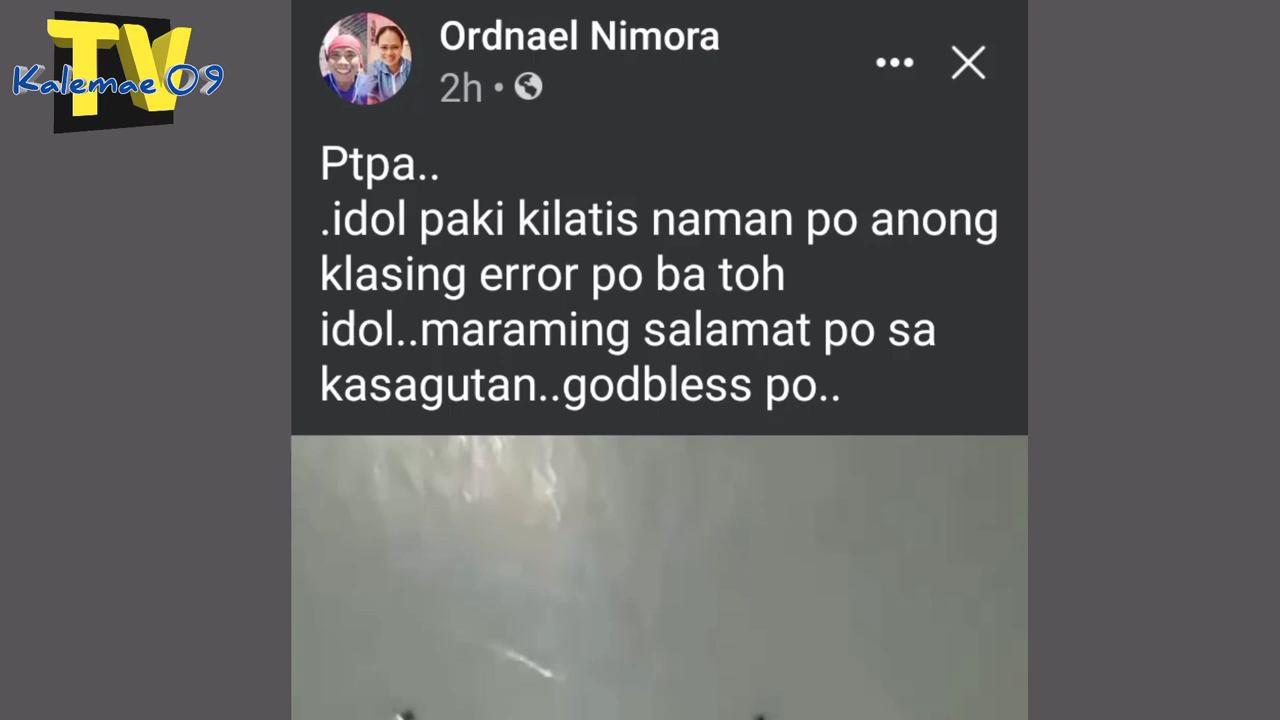 TV
Kalemae 09
Ordnael Nimora
2h
Ptpa..
.idol paki kilatis naman po anong
klasing error po ba toh
idol..maraming salamat po sa
kasagutan..godbless po..